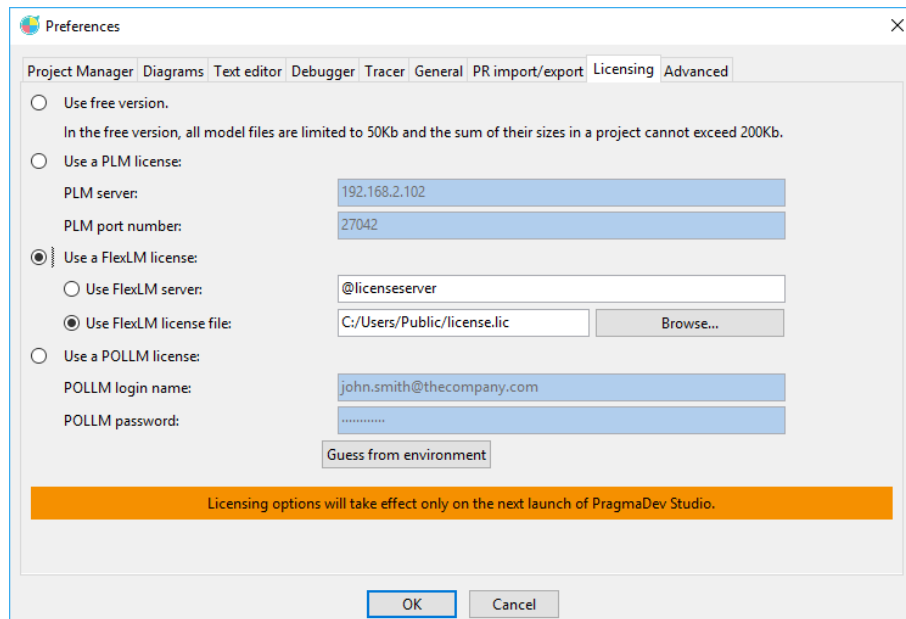 Preferences
Project Manager Diagrams Text editor Debugger Tracer General PR import/export Licensing Advanced
Use free version.
In the free version, all model files are limited to 50Kb and the sum of their sizes in a project cannot exceed 200Kb.
Use a PLM license:
PLM server: 192.168.2.102
PLM port number: 27042
Use a FlexLM license:
Use FlexLM server: @licenseserver
Use FlexLM license file: C:/Users/Public/license.lic Browse...
Use a POLLM license:
POLLM login name: john.smith@thecompany.com
POLLM password: ············
Guess from environment
Licensing options will take effect only on the next launch of PragmaDev Studio.
OK Cancel